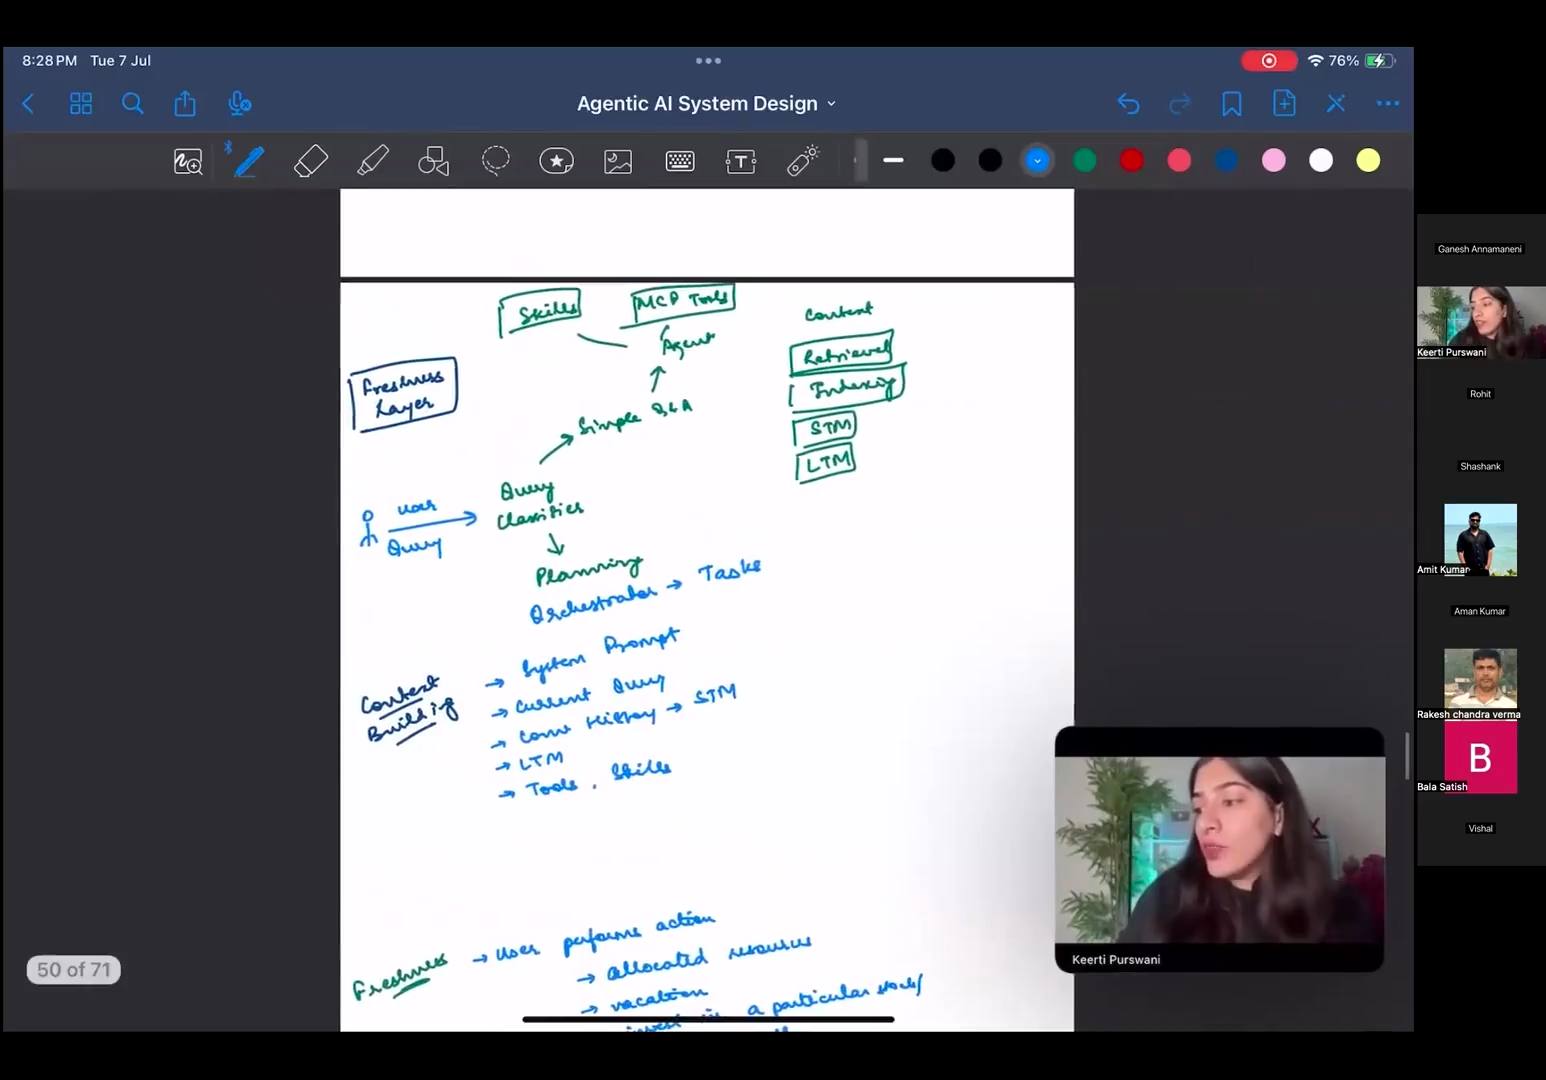 8:28 PM Tue 7 Jul
76%
Agentic AI System Design
T
Skills
MCP Tools
Agent
Content
Retrieval
Indexing
STM
LTM
Freshness
Layer
Simple Q&A
Query
Classifier
User
Query
Planning
Orchestrator → Tasks
Context
Building
→ System Prompt
→ Current Query
→ Conv History → STM
→ LTM
→ Tools, Skills
Freshness → User performs action
→ allocated resources
→ vacation
invest in a particular stock/
50 of 71
Keerti Purswani
Ganesh Annamaneni
Keerti Purswani
Rohit
Shashank
Amit Kumar
Aman Kumar
Rakesh chandra verma
B
Bala Satish
Vishal